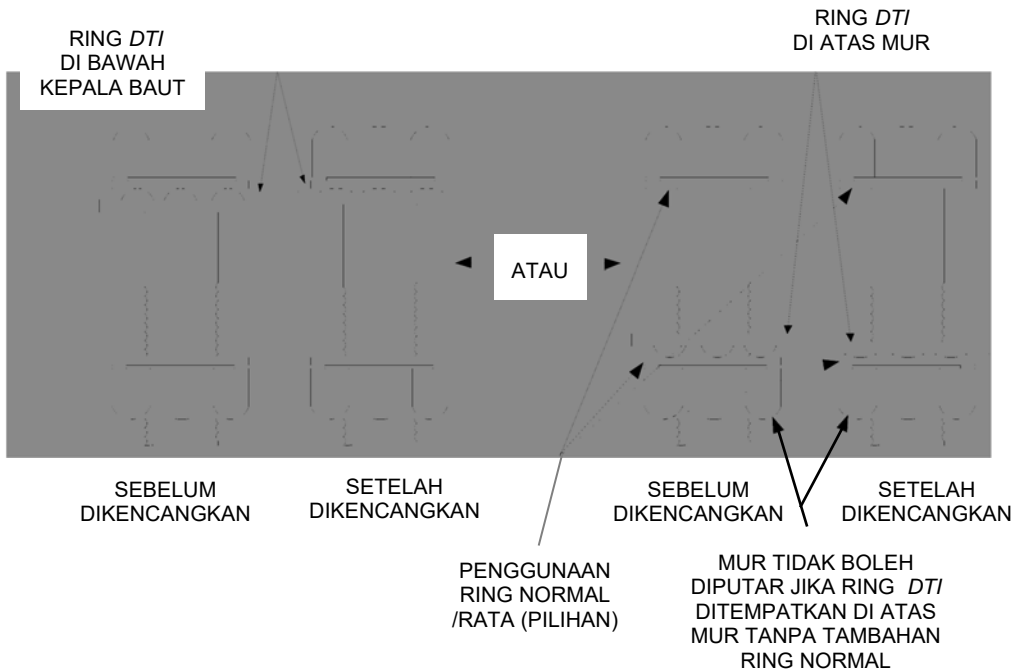 RING DTI
DI BAWAH
KEPALA BAUT
RING DTI
DI ATAS MUR
ATAU
SEBELUM
DIKENCANGKAN
SETELAH
DIKENCANGKAN
SEBELUM
DIKENCANGKAN
SETELAH
DIKENCANGKAN
PENGGUNAAN
RING NORMAL
/RATA (PILIHAN)
MUR TIDAK BOLEH
DIPUTAR JIKA RING DTI
DITEMPATKAN DI ATAS
MUR TANPA TAMBAHAN
RING NORMAL